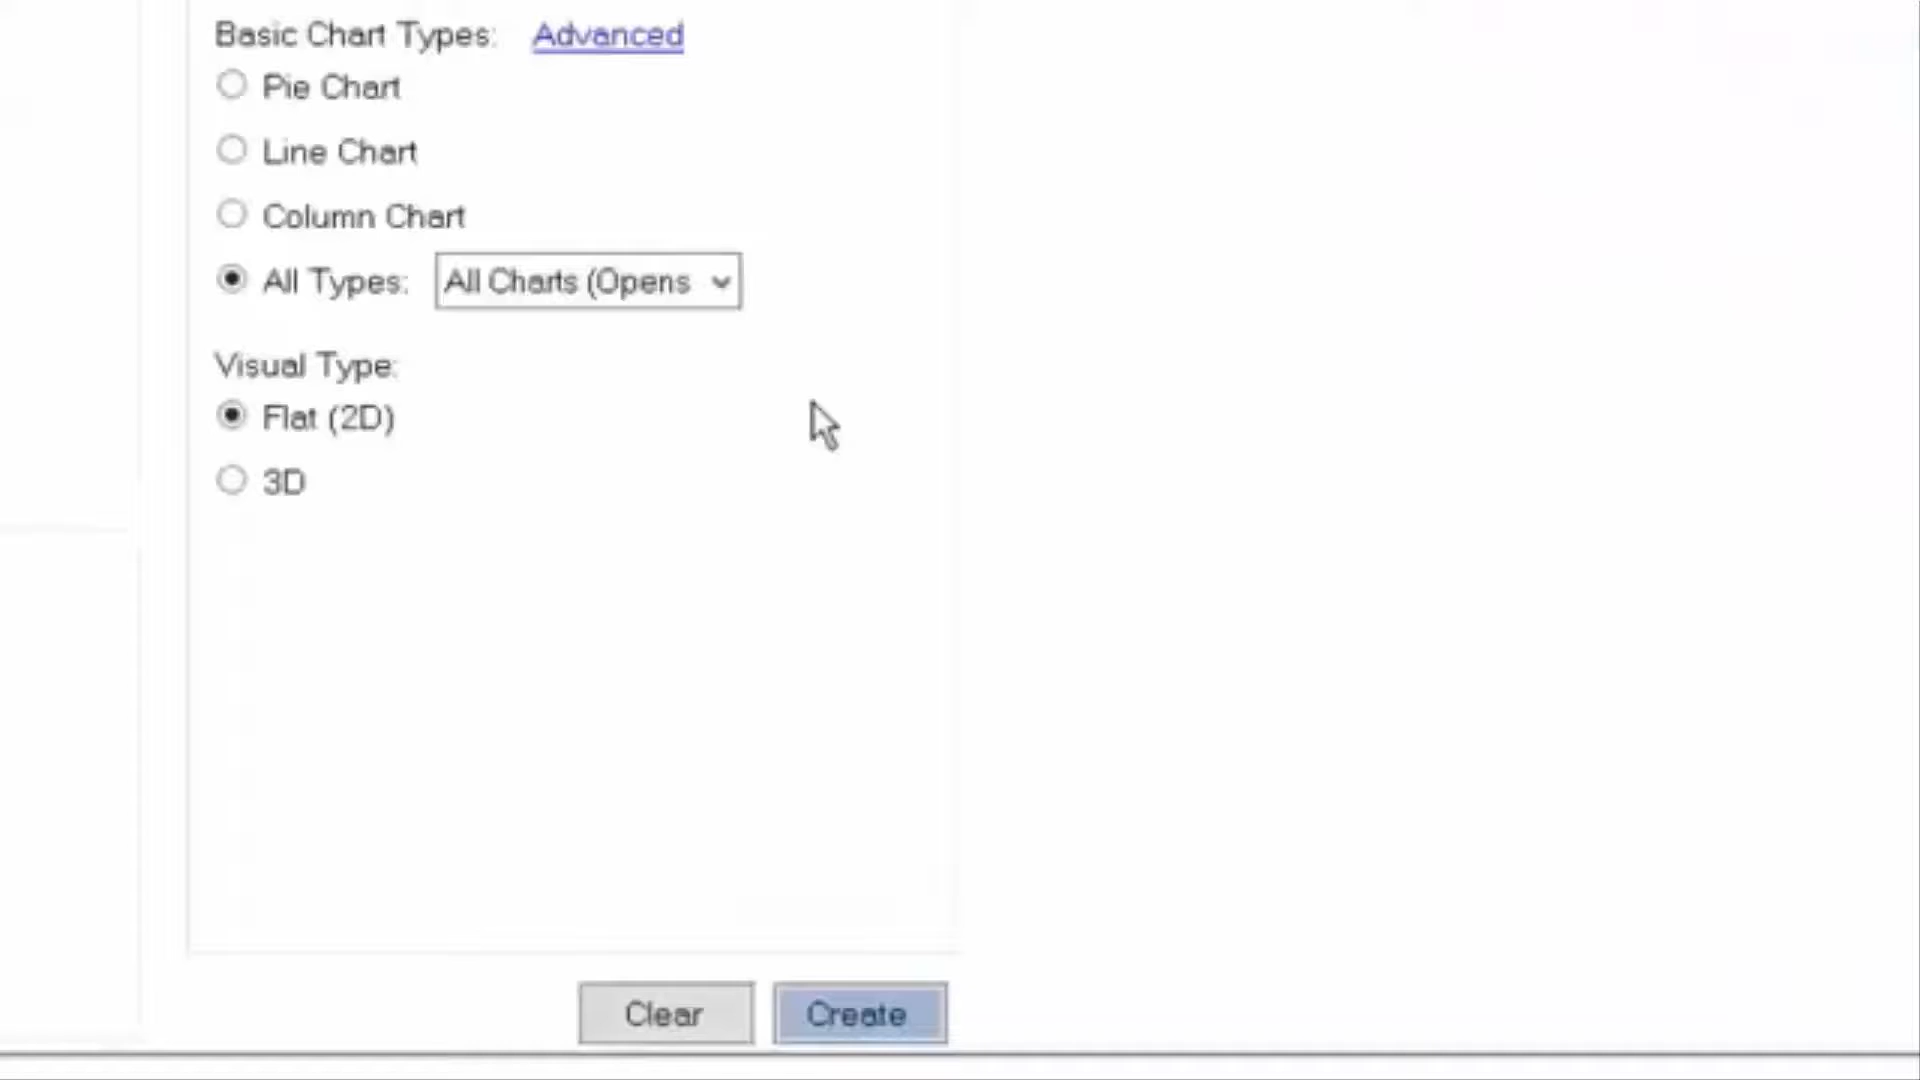 Basic Chart Types: Advanced
Pie Chart
Line Chart
Column Chart
All Types: All Charts (Opens
Visual Type:
Flat (2D)
3D
Clear Create